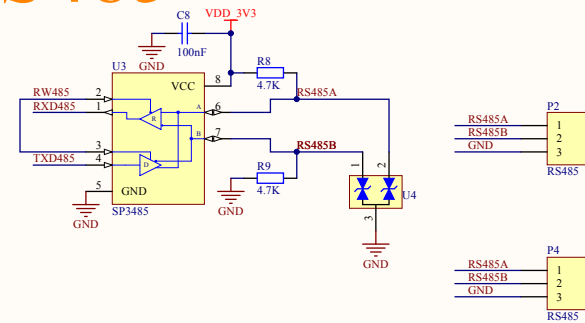 C8
VDD_3V3
100nF
GND
U3
R8
4.7K
VCC
8
RW485
2
RXD485
1
R
A
6
RS485A
B
7
RS485B
3
TXD485
4
D
5
GND
SP3485
GND
R9
4.7K
GND
1
2
U4
3
GND
P2
RS485A
1
RS485B
2
GND
3
RS485
P4
RS485A
1
RS485B
2
GND
3
RS485